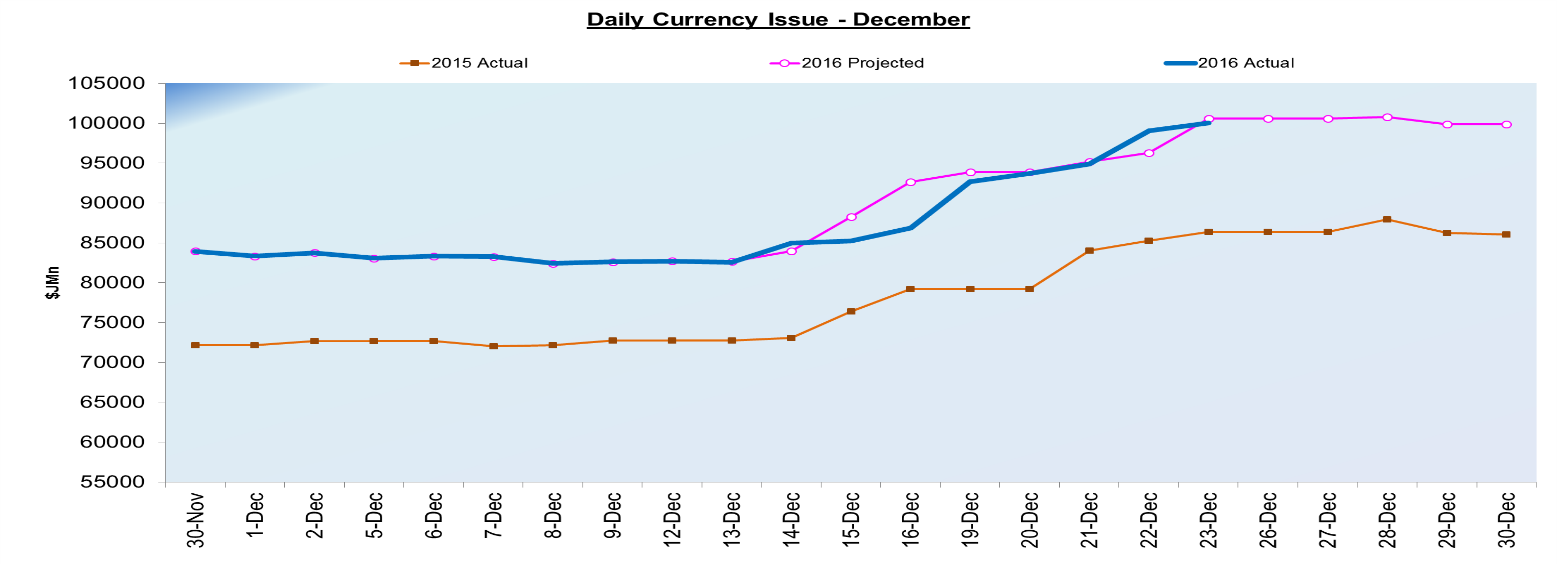 Daily Currency Issue - December
2015 Actual
2016 Projected
2016 Actual
105000
100000
95000
90000
85000
80000
75000
70000
65000
60000
55000
$JMn
30-Nov
1-Dec
2-Dec
5-Dec
6-Dec
7-Dec
8-Dec
9-Dec
12-Dec
13-Dec
14-Dec
15-Dec
16-Dec
19-Dec
20-Dec
21-Dec
22-Dec
23-Dec
26-Dec
27-Dec
28-Dec
29-Dec
30-Dec